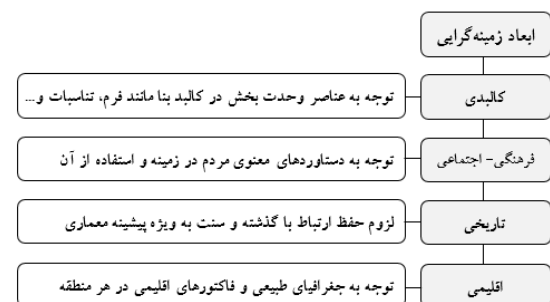 ابعاد زمینه‌گرایی
کالبدی
توجه به عناصر وحدت بخش در کالبد بنا مانند فرم، تناسبات و...
فرهنگی- اجتماعی
توجه به دستاوردهای معنوی مردم در زمینه و استفاده از آن
تاریخی
لزوم حفظ ارتباط با گذشته و سنت به ویژه پیشینه معماری
اقلیمی
توجه به جغرافیای طبیعی و فاکتورهای اقلیمی در هر منطقه